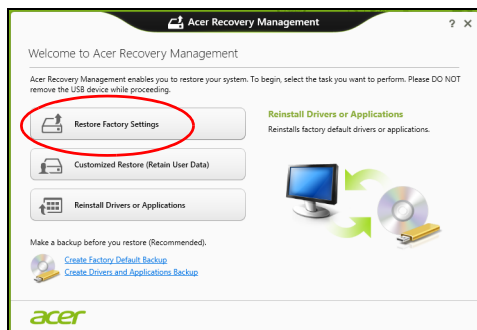 Acer Recovery Management
? ×
Welcome to Acer Recovery Management
Acer Recovery Management enables you to restore your system. To begin, select the task you want to perform. Please DO NOT
remove the USB device while proceeding.
Restore Factory Settings
Customized Restore (Retain User Data)
Reinstall Drivers or Applications
Reinstall Drivers or Applications
Reinstalls factory default drivers or applications.
Make a backup before you restore (Recommended).
Create Factory Default Backup
Create Drivers and Applications Backup
acer